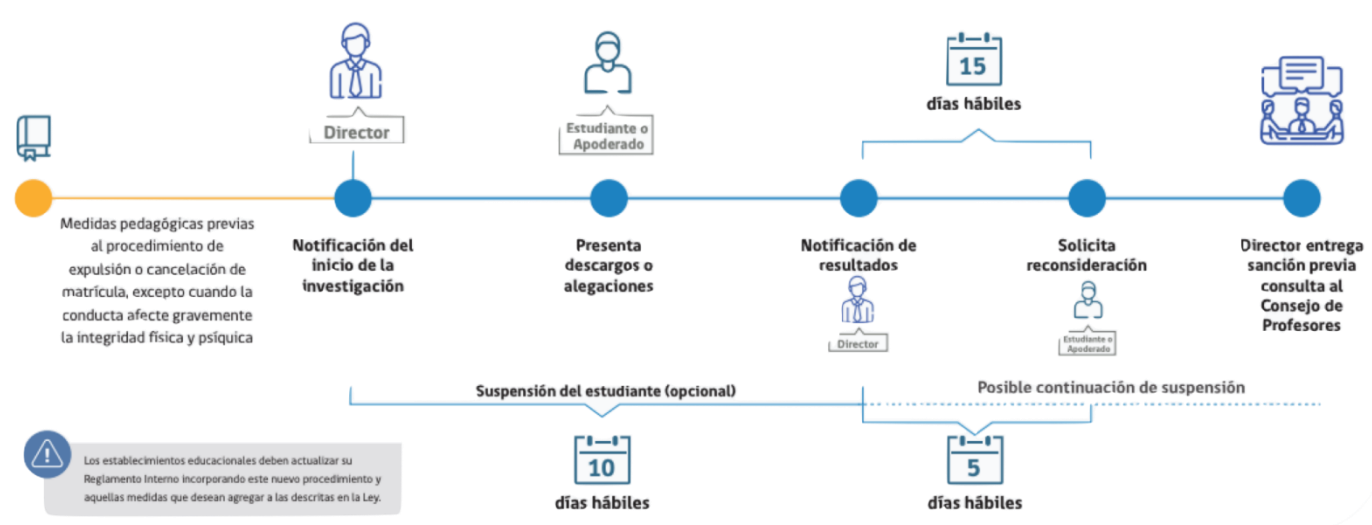 Director
Estudiante o
Apoderado
15
días hábiles
Medidas pedagógicas previas
al procedimiento de
expulsión o cancelación de
matrícula, excepto cuando la
conducta afecte gravemente
la integridad física y psíquica
Notificación del
inicio de la
investigación
Presenta
descargos o
alegaciones
Notificación de
resultados
Director
Solicita
reconsideración
Estudiante o
Apoderado
Director entrega
sanción previa
consulta al
Consejo de
Profesores
Suspensión del estudiante (opcional)
Posible continuación de suspensión
10
días hábiles
5
días hábiles
Los establecimientos educacionales deben actualizar su
Reglamento Interno incorporando este nuevo procedimiento y
aquellas medidas que desean agregar a las descritas en la Ley.